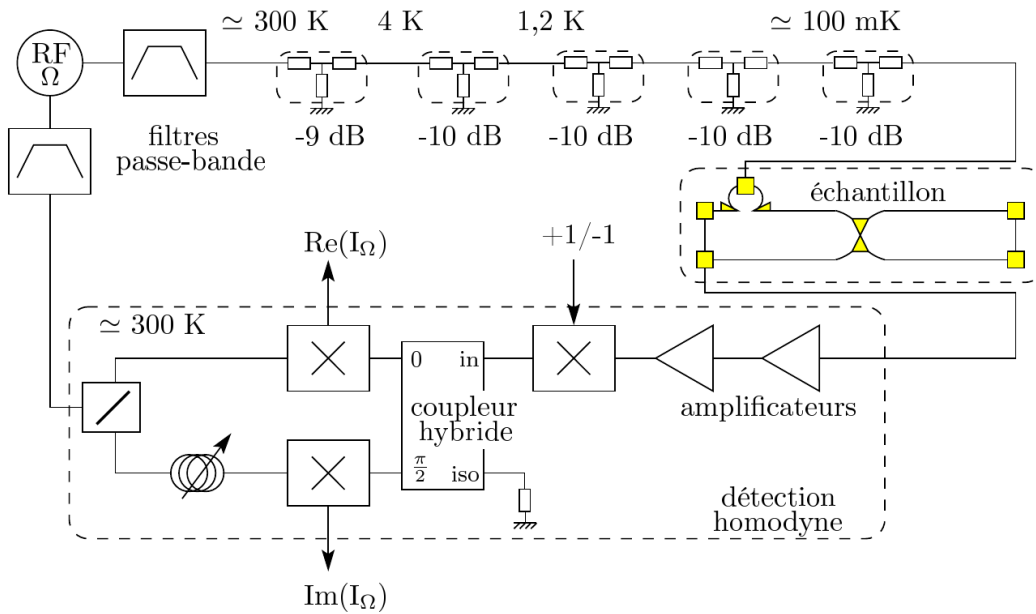 ≃ 300 K
4 K
1,2 K
≃ 100 mK
RF
Ω
-9 dB
-10 dB
-10 dB
-10 dB
-10 dB
filtres
passe-bande
échantillon
Re(I_Ω)
+1/-1
≃ 300 K
0
in
coupleur
hybride
amplificateurs
π/2
iso
détection
homodyne
Im(I_Ω)